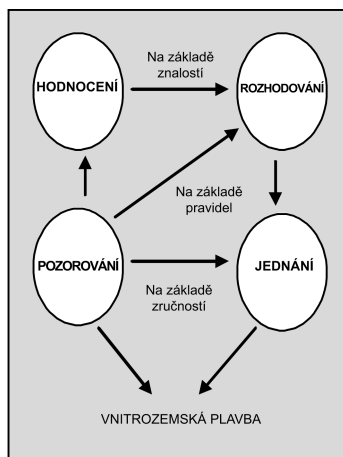 Na základě
znalostí
HODNOCENÍ
ROZHODOVÁNÍ
Na základě
pravidel
POZOROVÁNÍ
JEDNÁNÍ
Na základě
zručností
VNITROZEMSKÁ PLAVBA